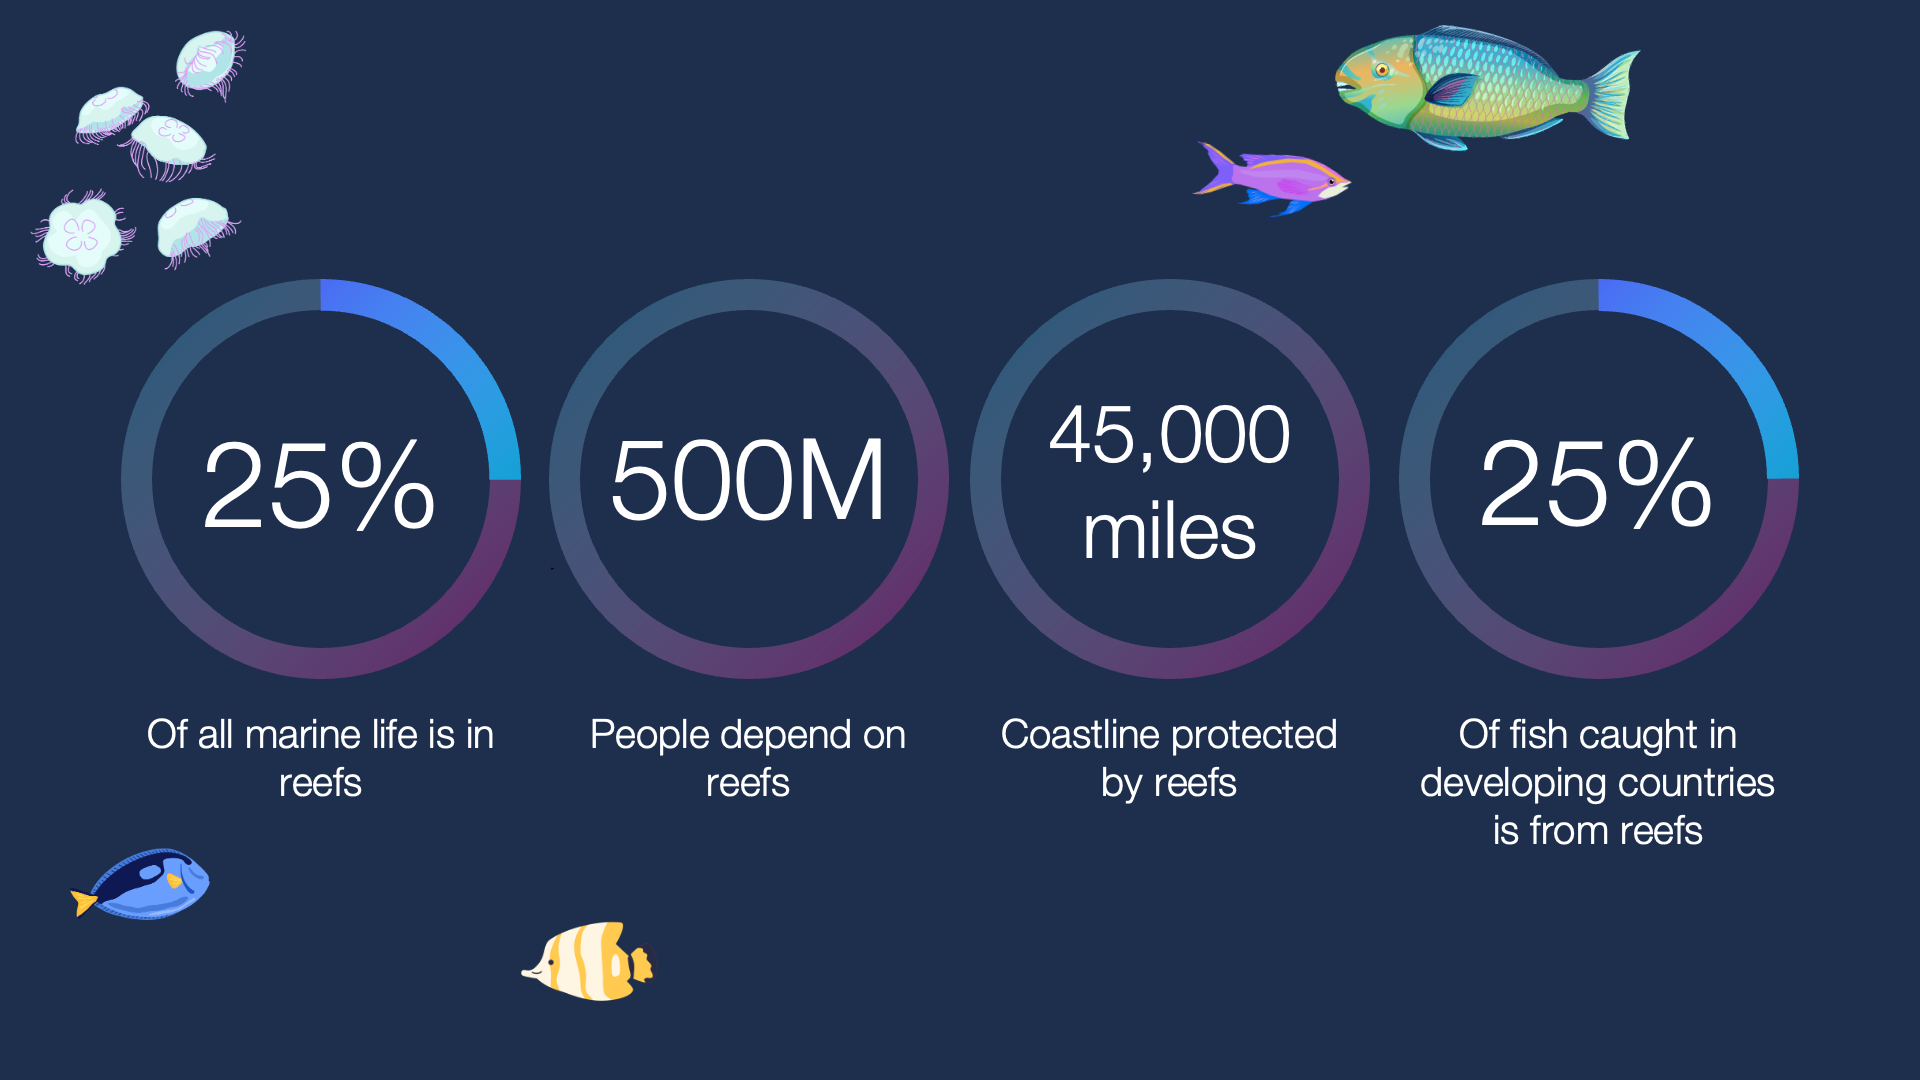 25%
500M
45,000
miles
25%
Of all marine life is in
reefs
People depend on
reefs
Coastline protected
by reefs
Of fish caught in
developing countries
is from reefs